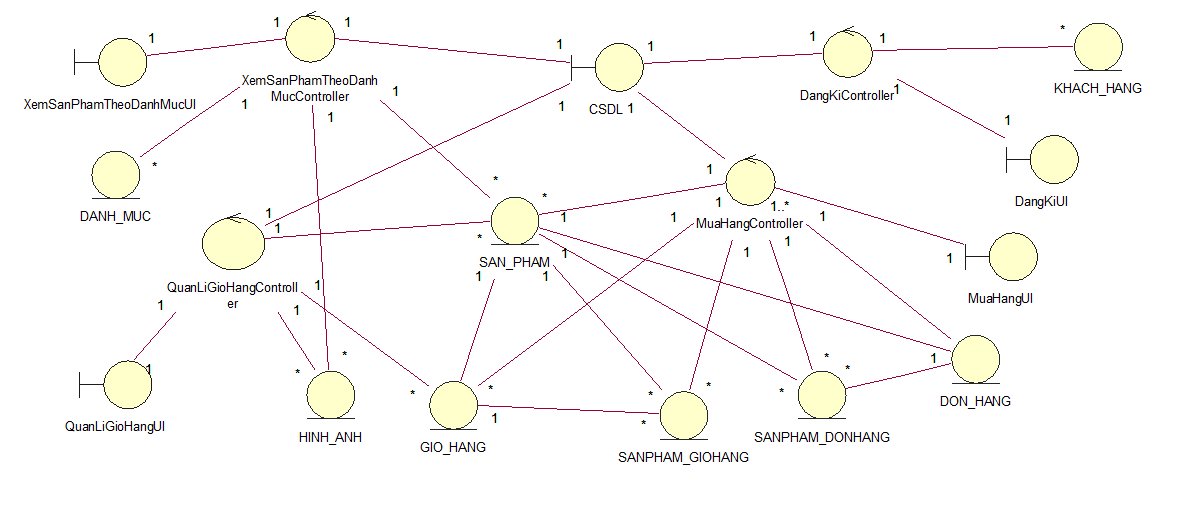 1
1
1
1
1
1
1
*
XemSanPhamTheoDanhMucUI
XemSanPhamTheoDanh
MucController
CSDL
DangKiController
KHACH_HANG
1
1
1
1
1
1
1
*
*
1
*
*
1
DANH_MUC
DangKiUI
1
1
*
SAN_PHAM
1
1
1
1..*
1
MuaHangController
1
1
1
1
1
1
MuaHangUI
QuanLiGioHangControll
er
1
1
1
1
*
*
*
*
*
*
*
*
*
1
1
1
QuanLiGioHangUI
HINH_ANH
GIO_HANG
SANPHAM_GIOHANG
SANPHAM_DONHANG
DON_HANG